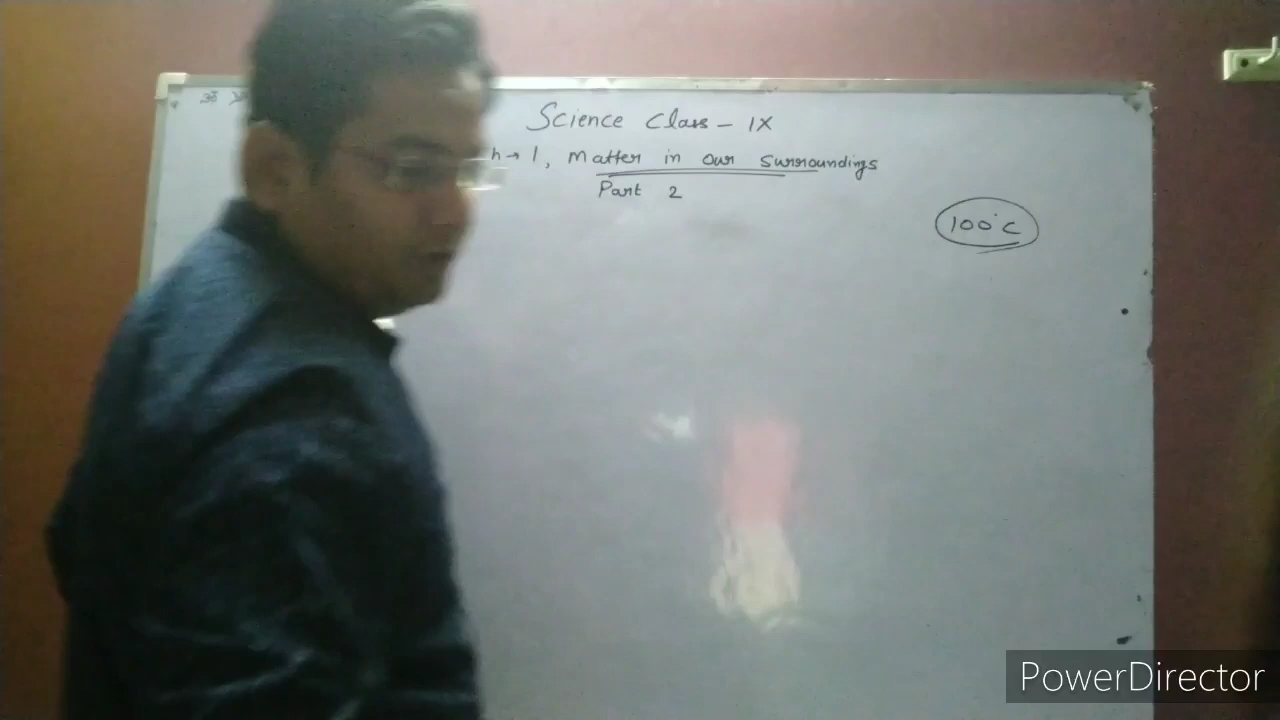 Science Class - IX
h → 1, Matter in our surroundings
Part 2
100°C
PowerDirector